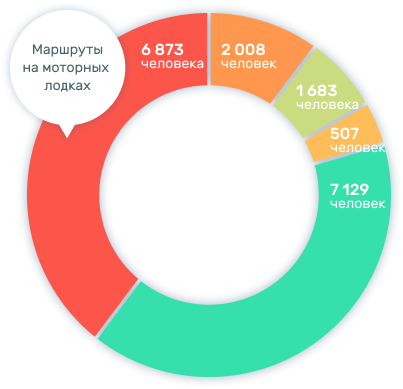 Маршруты
на моторных
лодках
6 873
человека
2 008
человек
1 683
человека
507
человек
7 129
человек